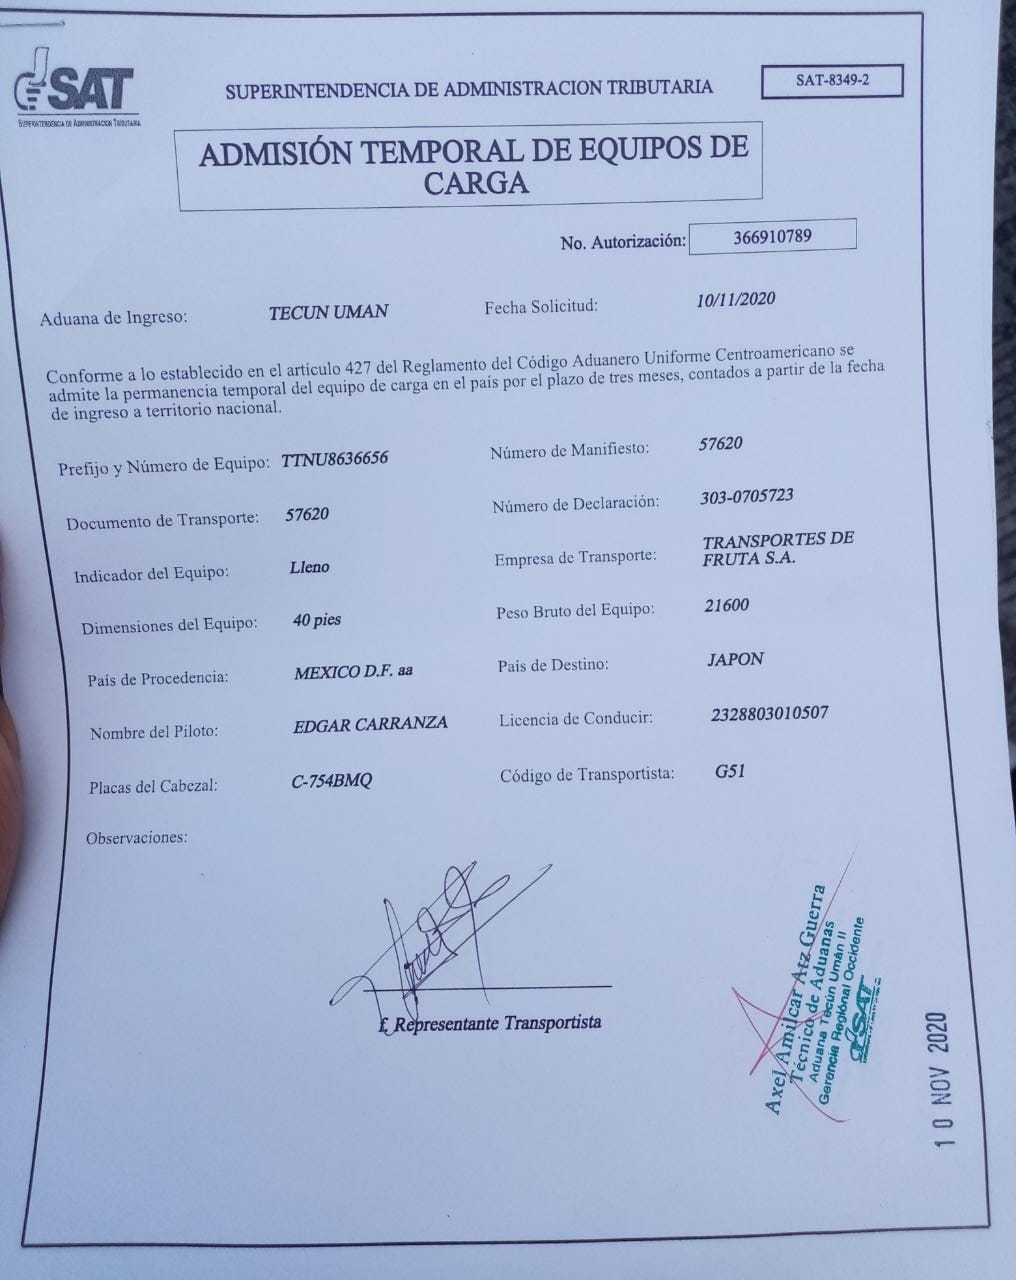 SAT
SUPERINTENDENCIA DE ADMINISTRACION TRIBUTARIA
SUPERINTENDENCIA DE ADMINISTRACION TRIBUTARIA
SAT-8349-2
ADMISIÓN TEMPORAL DE EQUIPOS DE
CARGA
No. Autorización: 366910789
Aduana de Ingreso: TECUN UMAN Fecha Solicitud: 10/11/2020
Conforme a lo establecido en el artículo 427 del Reglamento del Código Aduanero Uniforme Centroamericano se
admite la permanencia temporal del equipo de carga en el país por el plazo de tres meses, contados a partir de la fecha
de ingreso a territorio nacional.
Prefijo y Número de Equipo: TTNU8636656 Número de Manifiesto: 57620
Documento de Transporte: 57620 Número de Declaración: 303-0705723
Indicador del Equipo: Lleno Empresa de Transporte: TRANSPORTES DE
FRUTA S.A.
Dimensiones del Equipo: 40 pies Peso Bruto del Equipo: 21600
País de Procedencia: MEXICO D.F. aa País de Destino: JAPON
Nombre del Piloto: EDGAR CARRANZA Licencia de Conducir: 2328803010507
Placas del Cabezal: C-754BMQ Código de Transportista: G51
Observaciones:
f. Representante Transportista
Axel Amilcar Atz Guerra
Técnico de Aduanas
Aduana Tecún Umán II
Gerencia Regional Occidente
SAT
10 NOV 2020